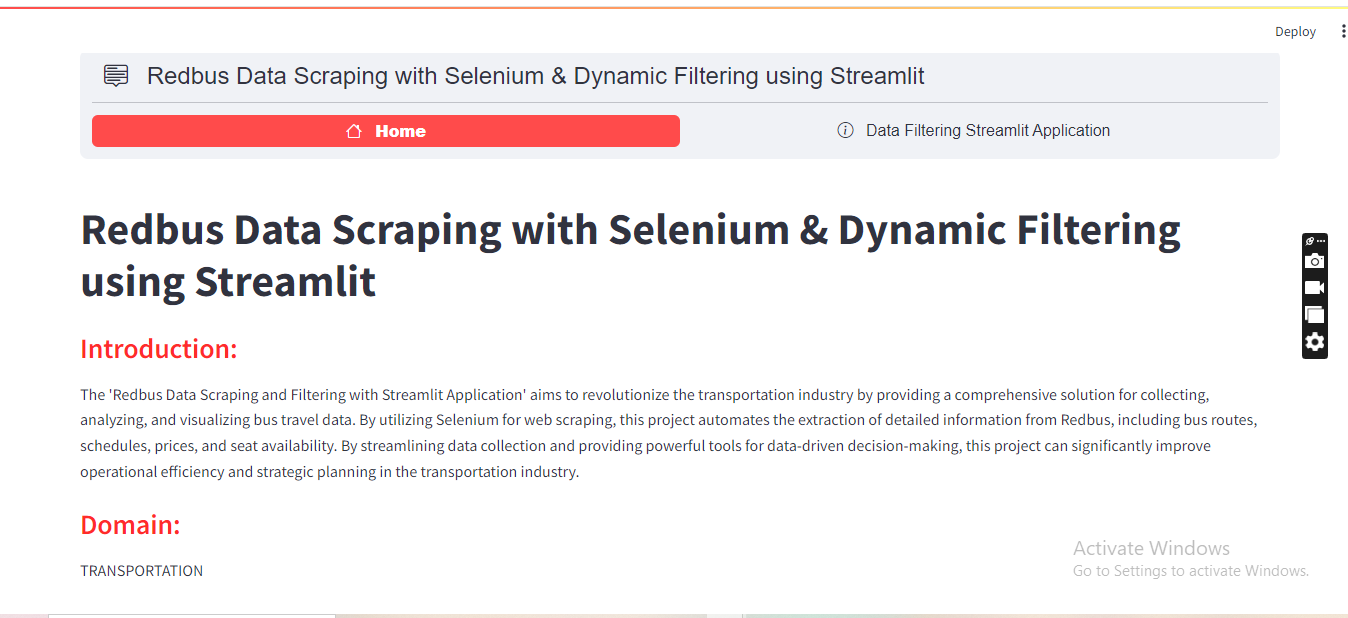 Deploy
Redbus Data Scraping with Selenium & Dynamic Filtering using Streamlit
Home
Data Filtering Streamlit Application
Redbus Data Scraping with Selenium & Dynamic Filtering
using Streamlit
Introduction:
The 'Redbus Data Scraping and Filtering with Streamlit Application' aims to revolutionize the transportation industry by providing a comprehensive solution for collecting,
analyzing, and visualizing bus travel data. By utilizing Selenium for web scraping, this project automates the extraction of detailed information from Redbus, including bus routes,
schedules, prices, and seat availability. By streamlining data collection and providing powerful tools for data-driven decision-making, this project can significantly improve
operational efficiency and strategic planning in the transportation industry.
Domain:
TRANSPORTATION
Activate Windows
Go to Settings to activate Windows.